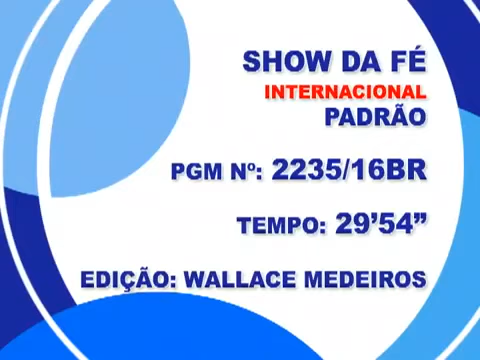 SHOW DA FÉ
INTERNACIONAL
PADRÃO
PGM Nº: 2235/16BR
TEMPO: 29’54”
EDIÇÃO: WALLACE MEDEIROS